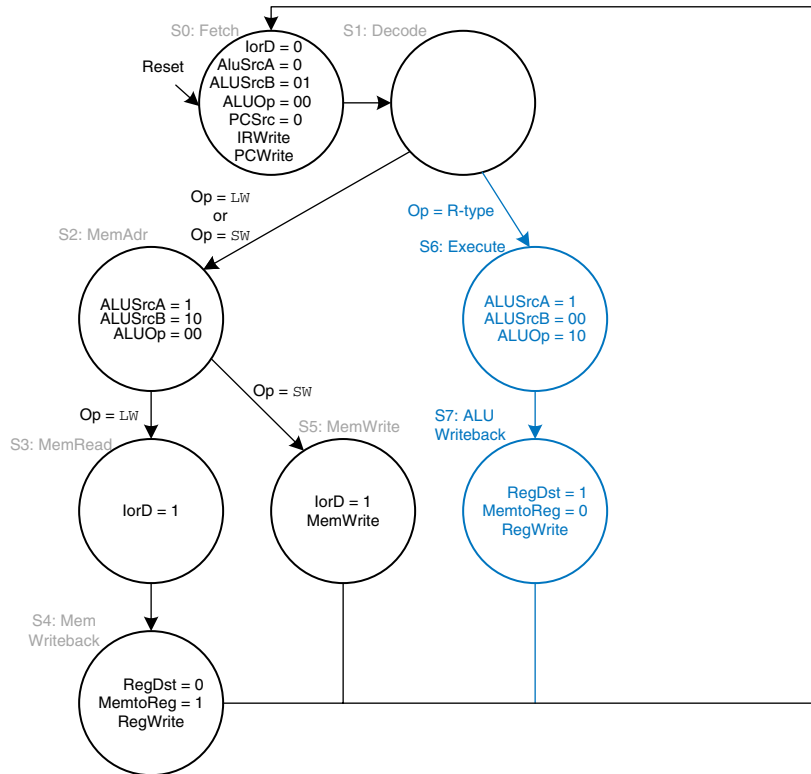 S0: Fetch
S1: Decode
Reset
IorD = 0
AluSrcA = 0
ALUSrcB = 01
ALUOp = 00
PCSrc = 0
IRWrite
PCWrite
Op = LW
or
Op = SW
Op = R-type
S2: MemAdr
S6: Execute
ALUSrcA = 1
ALUSrcB = 10
ALUOp = 00
ALUSrcA = 1
ALUSrcB = 00
ALUOp = 10
Op = SW
Op = LW
S7: ALU
Writeback
S5: MemWrite
S3: MemRead
IorD = 1
IorD = 1
MemWrite
RegDst = 1
MemtoReg = 0
RegWrite
S4: Mem
Writeback
RegDst = 0
MemtoReg = 1
RegWrite